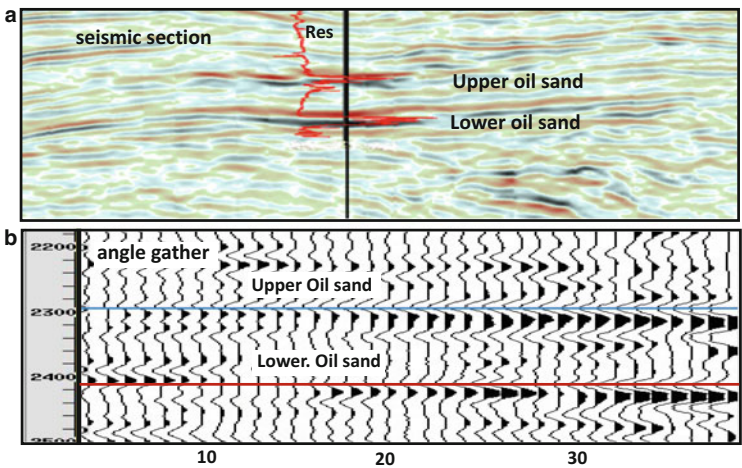 a
seismic section
Res
Upper oil sand
Lower oil sand
b
angle gather
Upper Oil sand
Lower. Oil sand
2200
2300
2400
2500
10 20 30